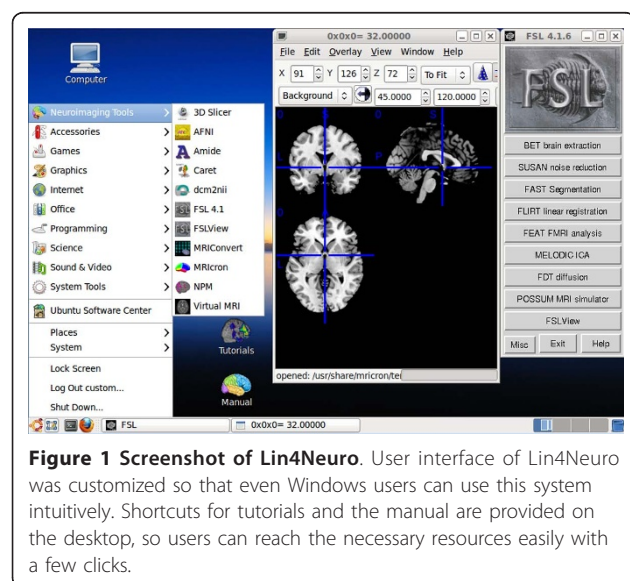 Computer
Neuroimaging Tools
Accessories
Games
Graphics
Internet
Office
Programming
Science
Sound & Video
System Tools
Ubuntu Software Center
Places
System
Lock Screen
Log Out custom...
Shut Down...
3D Slicer
AFNI
Amide
Caret
dcm2nii
FSL 4.1
FSLView
MRIConvert
MRIcron
NPM
Virtual MRI
Tutorials
Manual
0x0x0= 32.00000
File Edit Overlay View Window Help
X 91 Y 126 Z 72 To Fit
Background 45.0000 120.0000
opened: /usr/share/mricron/te
FSL 4.1.6
FSL
BET brain extraction
SUSAN noise reduction
FAST Segmentation
FLIRT linear registration
FEAT FMRI analysis
MELODIC ICA
FDT diffusion
POSSUM MRI simulator
FSLView
Misc Exit Help
FSL
0x0x0= 32.00000
Figure 1 Screenshot of Lin4Neuro. User interface of Lin4Neuro
was customized so that even Windows users can use this system
intuitively. Shortcuts for tutorials and the manual are provided on
the desktop, so users can reach the necessary resources easily with
a few clicks.